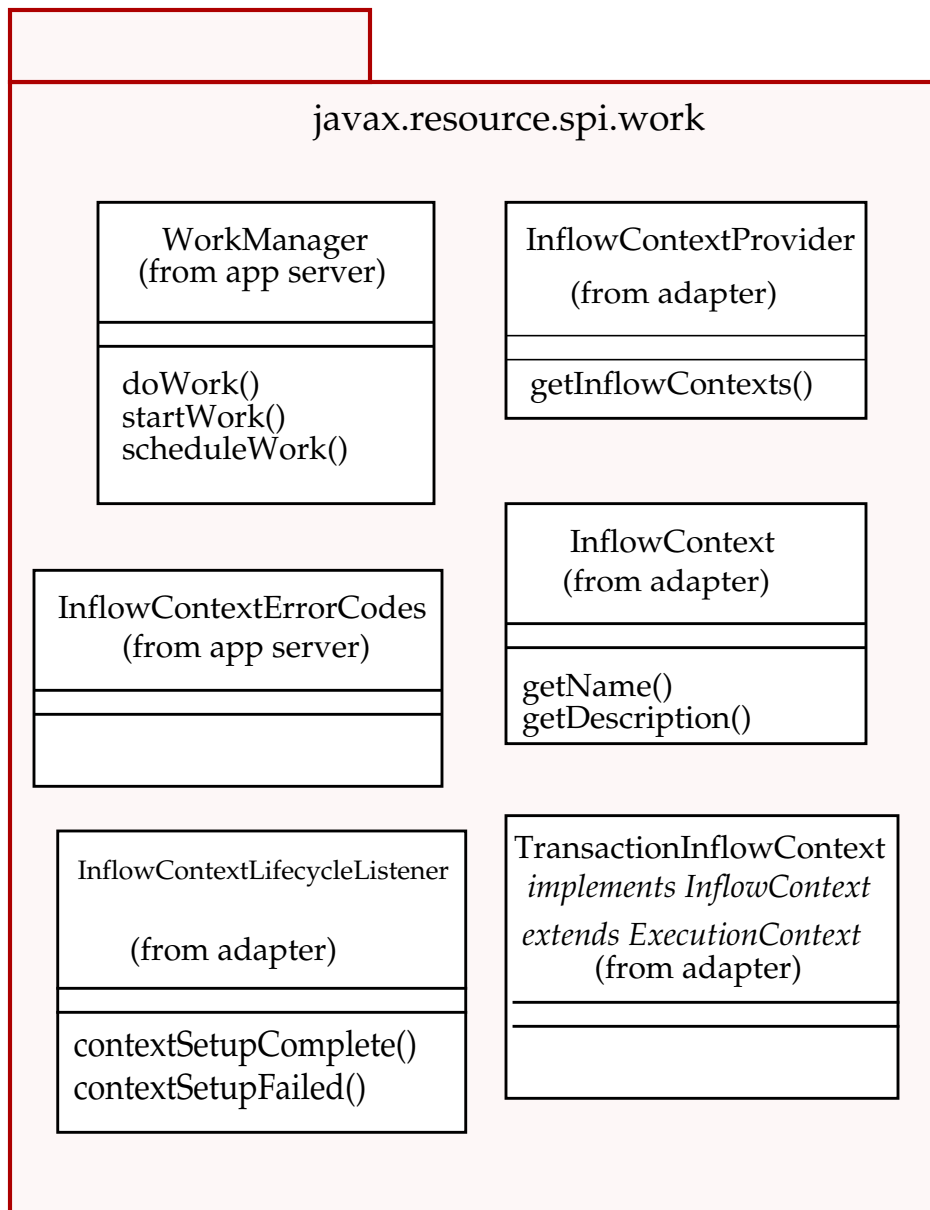 javax.resource.spi.work
WorkManager
(from app server)
doWork()
startWork()
scheduleWork()
InflowContextProvider
(from adapter)
getInflowContexts()
InflowContextErrorCodes
(from app server)
InflowContext
(from adapter)
getName()
getDescription()
InflowContextLifecycleListener
(from adapter)
contextSetupComplete()
contextSetupFailed()
TransactionInflowContext
implements InflowContext
extends ExecutionContext
(from adapter)